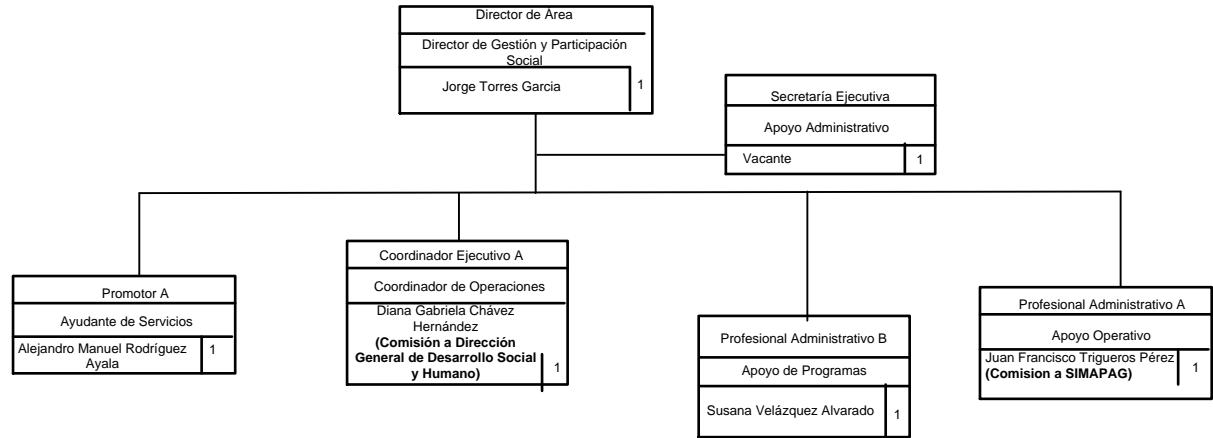 Director de Área
Director de Gestión y Participación
Social
Jorge Torres Garcia
1
Secretaría Ejecutiva
Apoyo Administrativo
Vacante
1
Promotor A
Ayudante de Servicios
Alejandro Manuel Rodríguez
Ayala
1
Coordinador Ejecutivo A
Coordinador de Operaciones
Diana Gabriela Chávez
Hernández
(Comisión a Dirección
General de Desarrollo Social
y Humano)
1
Profesional Administrativo B
Apoyo de Programas
Susana Velázquez Alvarado
1
Profesional Administrativo A
Apoyo Operativo
Juan Francisco Trigueros Pérez
(Comision a SIMAPAG)
1